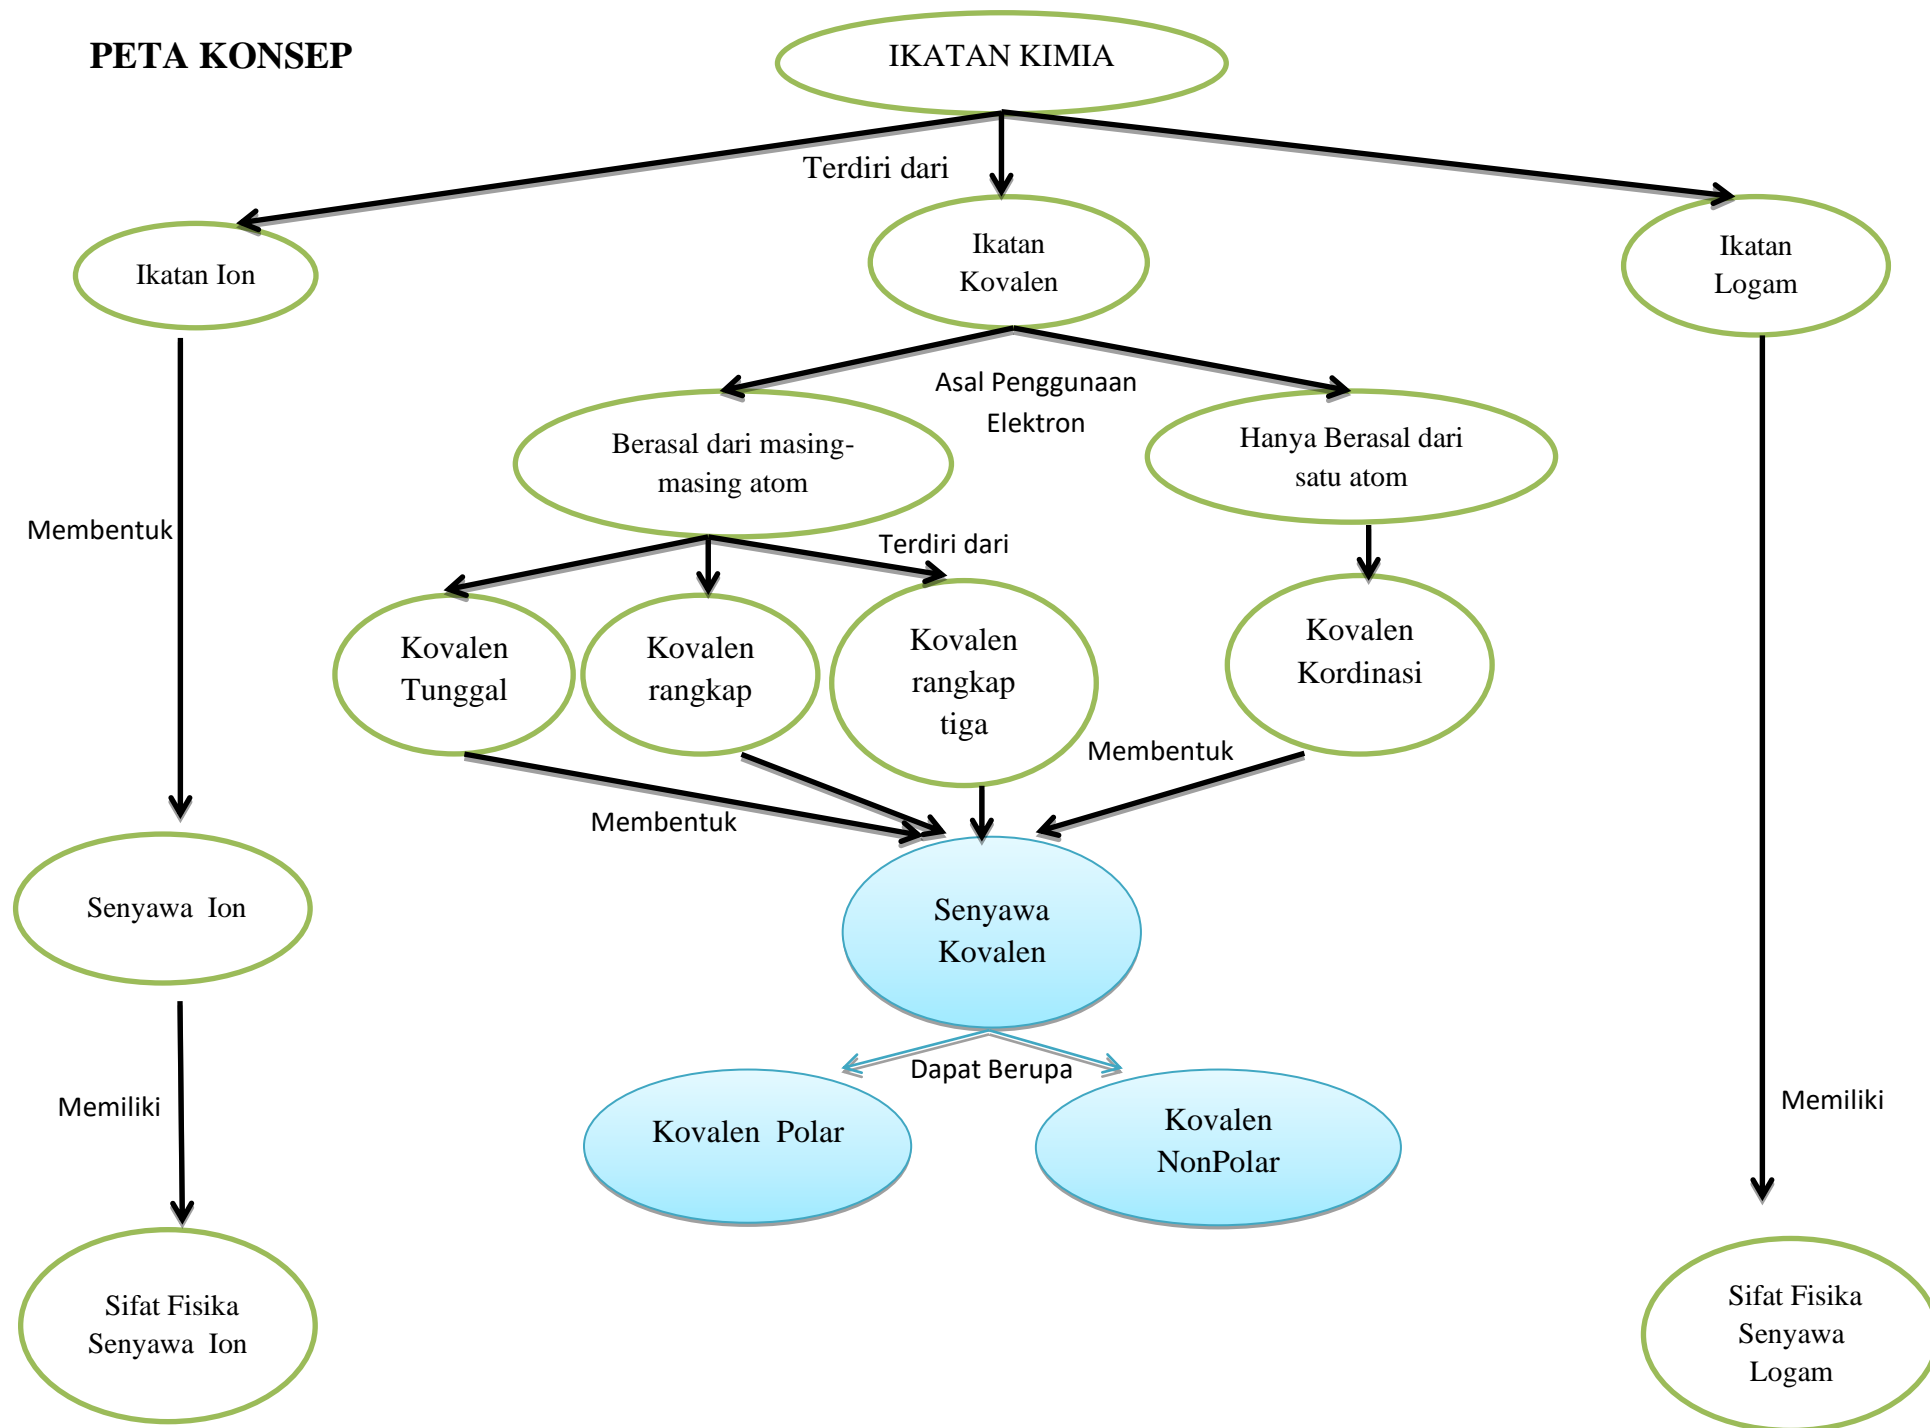 PETA KONSEP
IKATAN KIMIA
Terdiri dari
Ikatan Ion
Ikatan
Kovalen
Ikatan
Logam
Asal Penggunaan
Elektron
Berasal dari masing-
masing atom
Hanya Berasal dari
satu atom
Membentuk
Terdiri dari
Kovalen
Tunggal
Kovalen
rangkap
Kovalen
rangkap
tiga
Kovalen
Kordinasi
Membentuk
Membentuk
Senyawa  Ion
Senyawa
Kovalen
Dapat Berupa
Memiliki
Memiliki
Kovalen  Polar
Kovalen
NonPolar
Sifat Fisika
Senyawa  Ion
Sifat Fisika
Senyawa
Logam